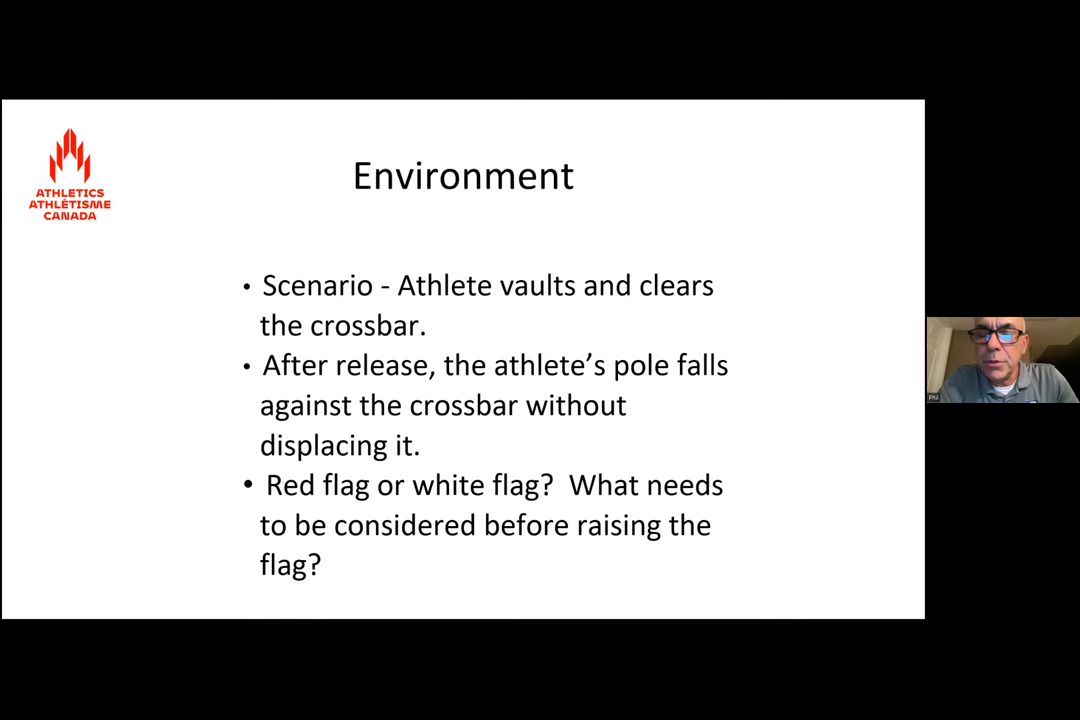 ATHLETICS
ATHLÉTISME
CANADA
Environment
• Scenario - Athlete vaults and clears
the crossbar.
• After release, the athlete’s pole falls
against the crossbar without
displacing it.
• Red flag or white flag?  What needs
to be considered before raising the
flag?
Phil